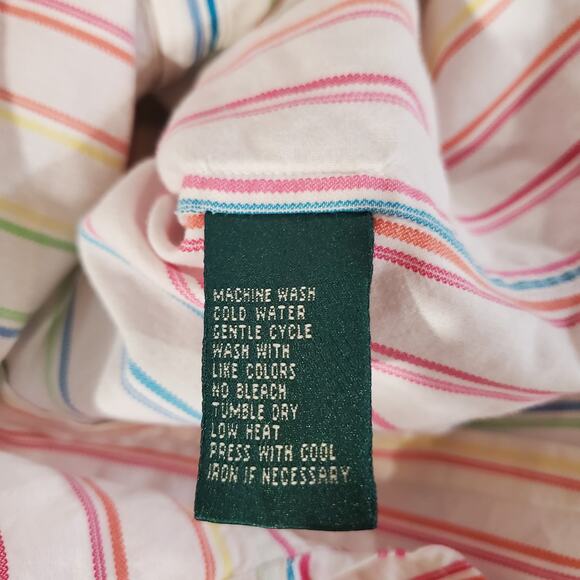 MACHINE WASH
COLD WATER
GENTLE CYCLE
WASH WITH
LIKE COLORS
NO BLEACH
TUMBLE DRY
LOW HEAT
PRESS WITH COOL
IRON IF NECESSARY